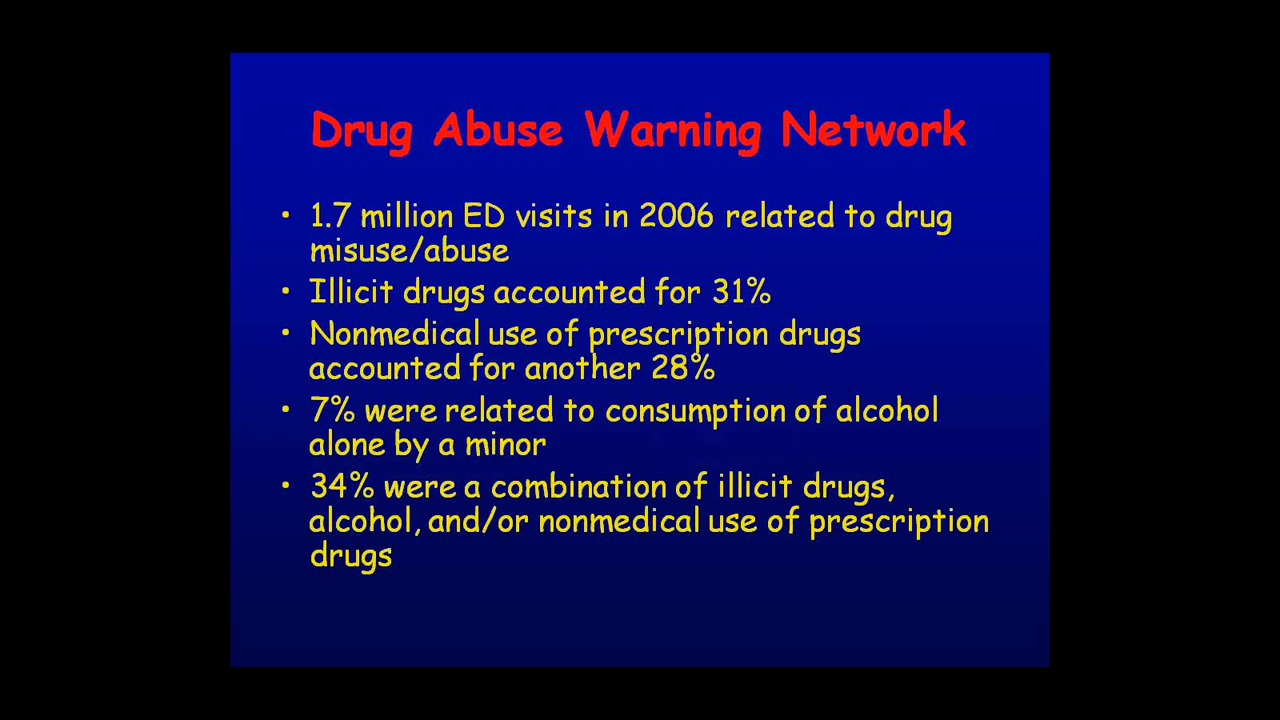 Drug Abuse Warning Network
• 1.7 million ED visits in 2006 related to drug
misuse/abuse
• Illicit drugs accounted for 31%
• Nonmedical use of prescription drugs
accounted for another 28%
• 7% were related to consumption of alcohol
alone by a minor
• 34% were a combination of illicit drugs,
alcohol, and/or nonmedical use of prescription
drugs